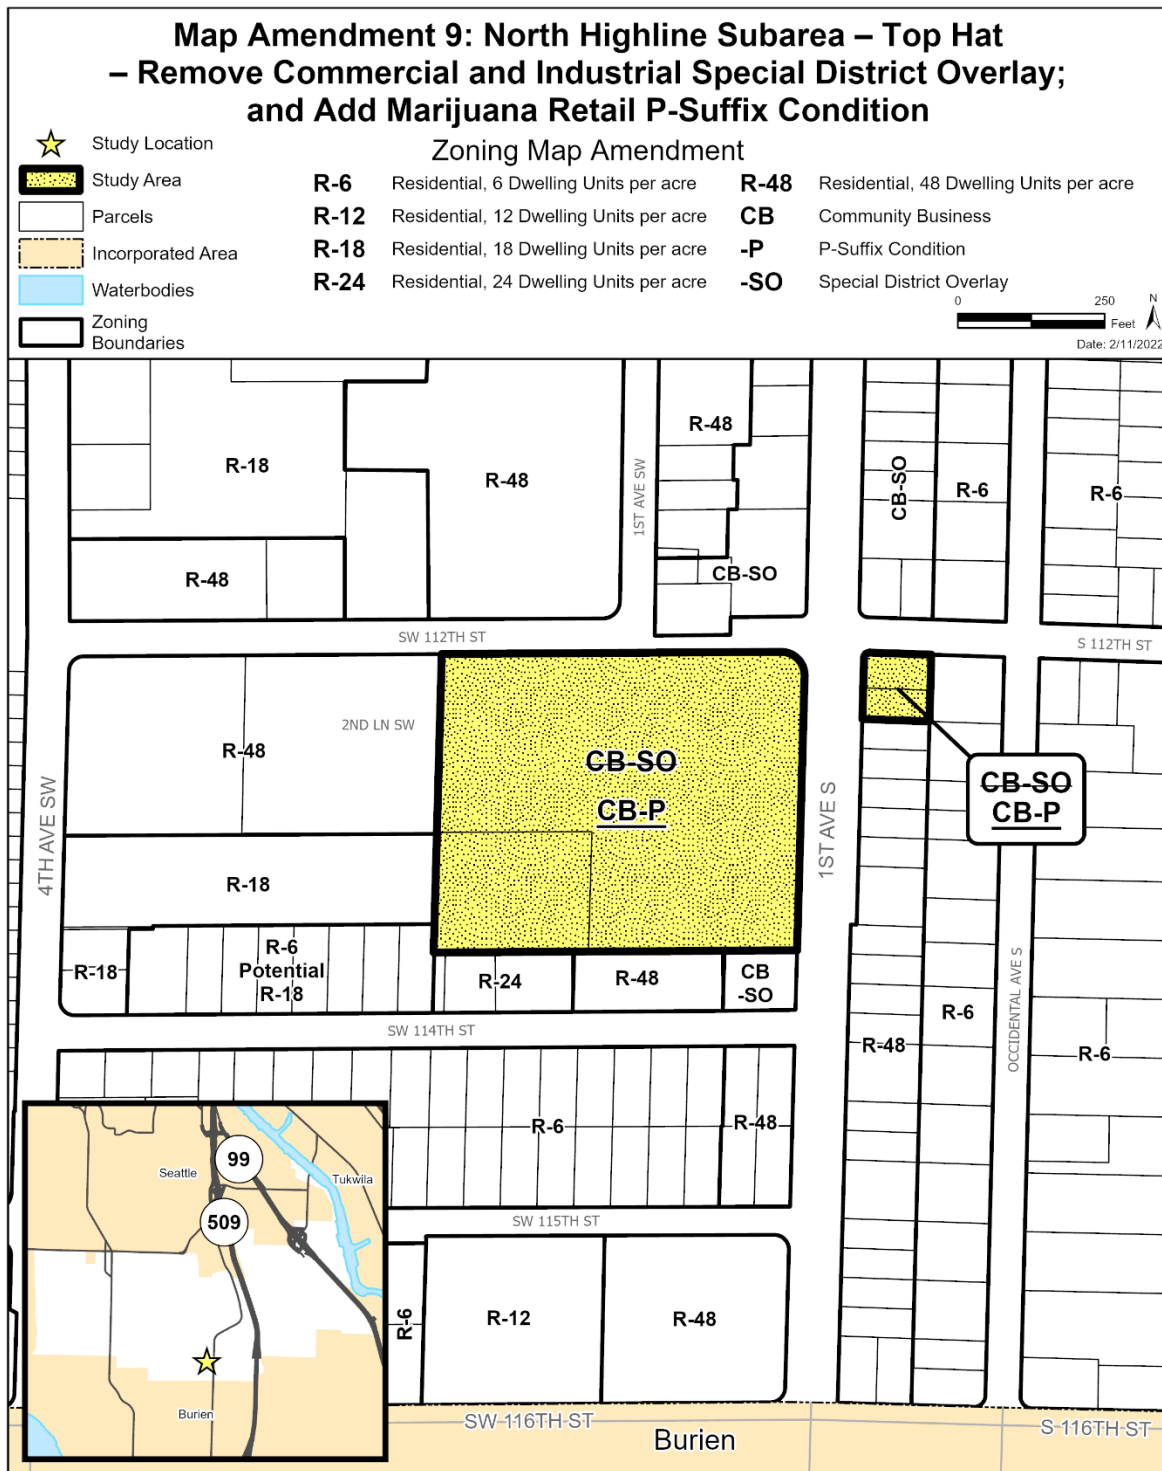 Map Amendment 9: North Highline Subarea – Top Hat
– Remove Commercial and Industrial Special District Overlay;
and Add Marijuana Retail P-Suffix Condition
Zoning Map Amendment
Study Location
Study Area
Parcels
Incorporated Area
Waterbodies
Zoning
Boundaries
R-6 Residential, 6 Dwelling Units per acre
R-12 Residential, 12 Dwelling Units per acre
R-18 Residential, 18 Dwelling Units per acre
R-24 Residential, 24 Dwelling Units per acre
R-48 Residential, 48 Dwelling Units per acre
CB Community Business
-P P-Suffix Condition
-SO Special District Overlay
0 250
Feet
N
Date: 2/11/2022
R-18
R-48
R-48
1ST AVE SW
R-48
CB-SO
CB-SO
R-6
R-6
R-48
SW 112TH ST
S 112TH ST
2ND LN SW
R-48
CB-SO
CB-P
CB-SO
CB-P
4TH AVE SW
1ST AVE S
R-18
R-18
R-6
Potential
R-18
R-24
R-48
CB
-SO
SW 114TH ST
R-48
R-6
OCCIDENTAL AVE S
R-6
R-6
R-48
SW 115TH ST
R-6
R-12
R-48
Seattle
99
Tukwila
509
Burien
SW 116TH ST
S 116TH ST
Burien